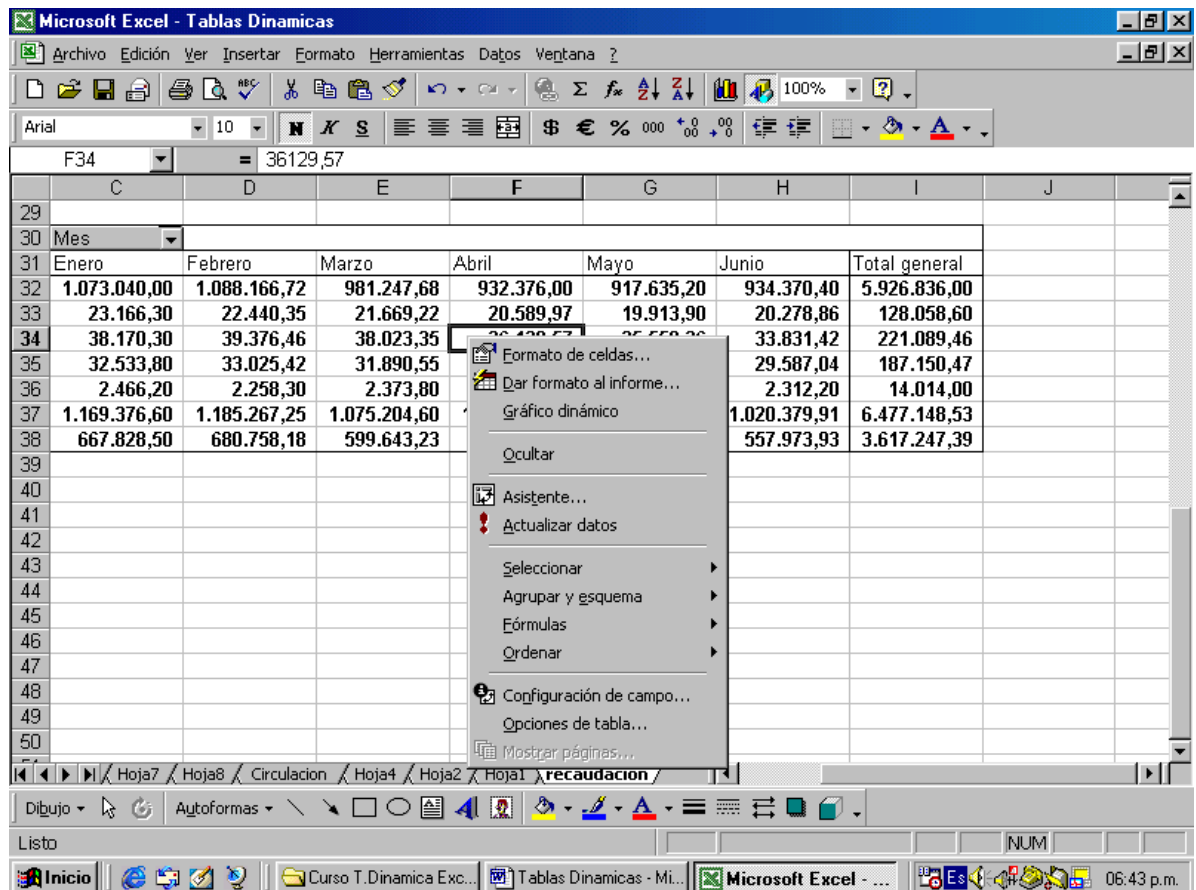 Microsoft Excel - Tablas Dinamicas
Archivo Edición Ver Insertar Formato Herramientas Datos Ventana ?
100%
Arial 10 N K S $ € % 000
F34 = 36129,57
C D E F G H I J
29
30 Mes
31 Enero Febrero Marzo Abril Mayo Junio Total general
32 1.073.040,00 1.088.166,72 981.247,68 932.376,00 917.635,20 934.370,40 5.926.836,00
33 23.166,30 22.440,35 21.669,22 20.589,97 19.913,90 20.278,86 128.058,60
34 38.170,30 39.376,46 38.023,35 33.831,42 221.089,46
35 32.533,80 33.025,42 31.890,55 29.587,04 187.150,47
36 2.466,20 2.258,30 2.373,80 2.312,20 14.014,00
37 1.169.376,60 1.185.267,25 1.075.204,60 1.020.379,91 6.477.148,53
38 667.828,50 680.758,18 599.643,23 557.973,93 3.617.247,39
39
40
41
42
43
44
45
46
47
48
49
50
Formato de celdas...
Dar formato al informe...
Gráfico dinámico
Ocultar
Asistente...
Actualizar datos
Seleccionar
Agrupar y esquema
Fórmulas
Ordenar
Configuración de campo...
Opciones de tabla...
Mostrar páginas...
Hoja7 Hoja8 Circulacion Hoja4 Hoja2 Hoja1 recaudacion
Dibujo Autoformas
Listo NUM
Inicio Curso T.Dinamica Exc... Tablas Dinamicas - Mi... Microsoft Excel - ... Es 06:43 p.m.